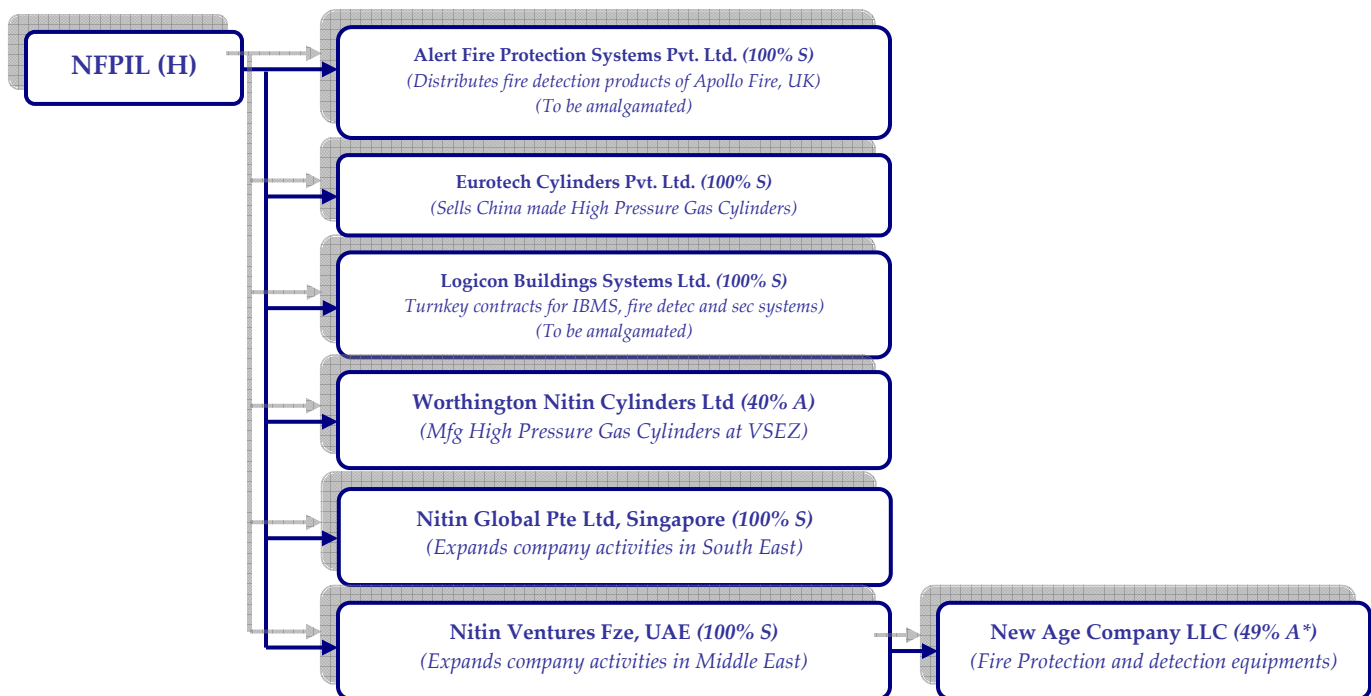 NFPIL (H)
Alert Fire Protection Systems Pvt. Ltd. (100% S)
(Distributes fire detection products of Apollo Fire, UK)
(To be amalgamated)
Eurotech Cylinders Pvt. Ltd. (100% S)
(Sells China made High Pressure Gas Cylinders)
Logicon Buildings Systems Ltd. (100% S)
Turnkey contracts for IBMS, fire detec and sec systems)
(To be amalgamated)
Worthington Nitin Cylinders Ltd (40% A)
(Mfg High Pressure Gas Cylinders at VSEZ)
Nitin Global Pte Ltd, Singapore (100% S)
(Expands company activities in South East)
Nitin Ventures Fze, UAE (100% S)
(Expands company activities in Middle East)
New Age Company LLC (49% A*)
(Fire Protection and detection equipments)